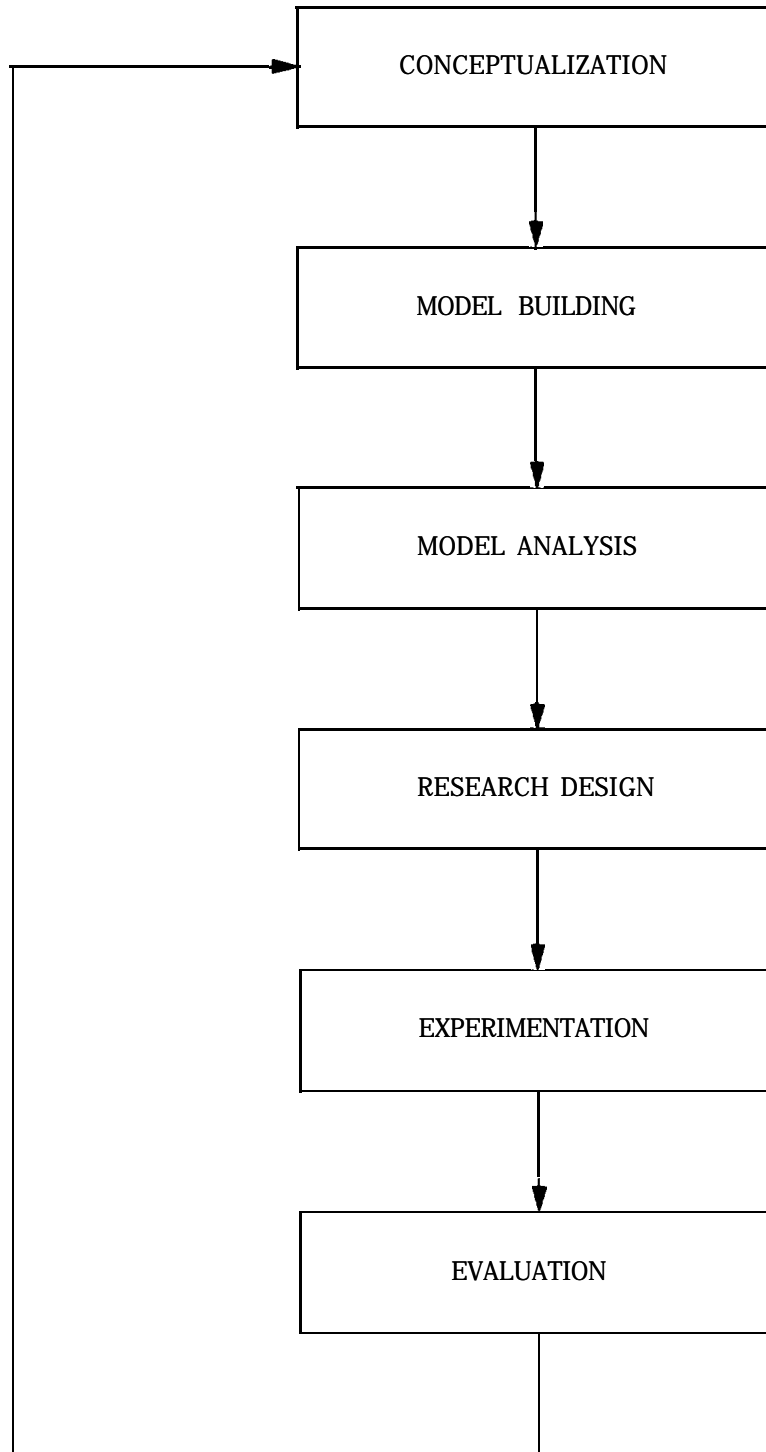 CONCEPTUALIZATION
MODEL BUILDING
MODEL ANALYSIS
RESEARCH DESIGN
EXPERIMENTATION
EVALUATION